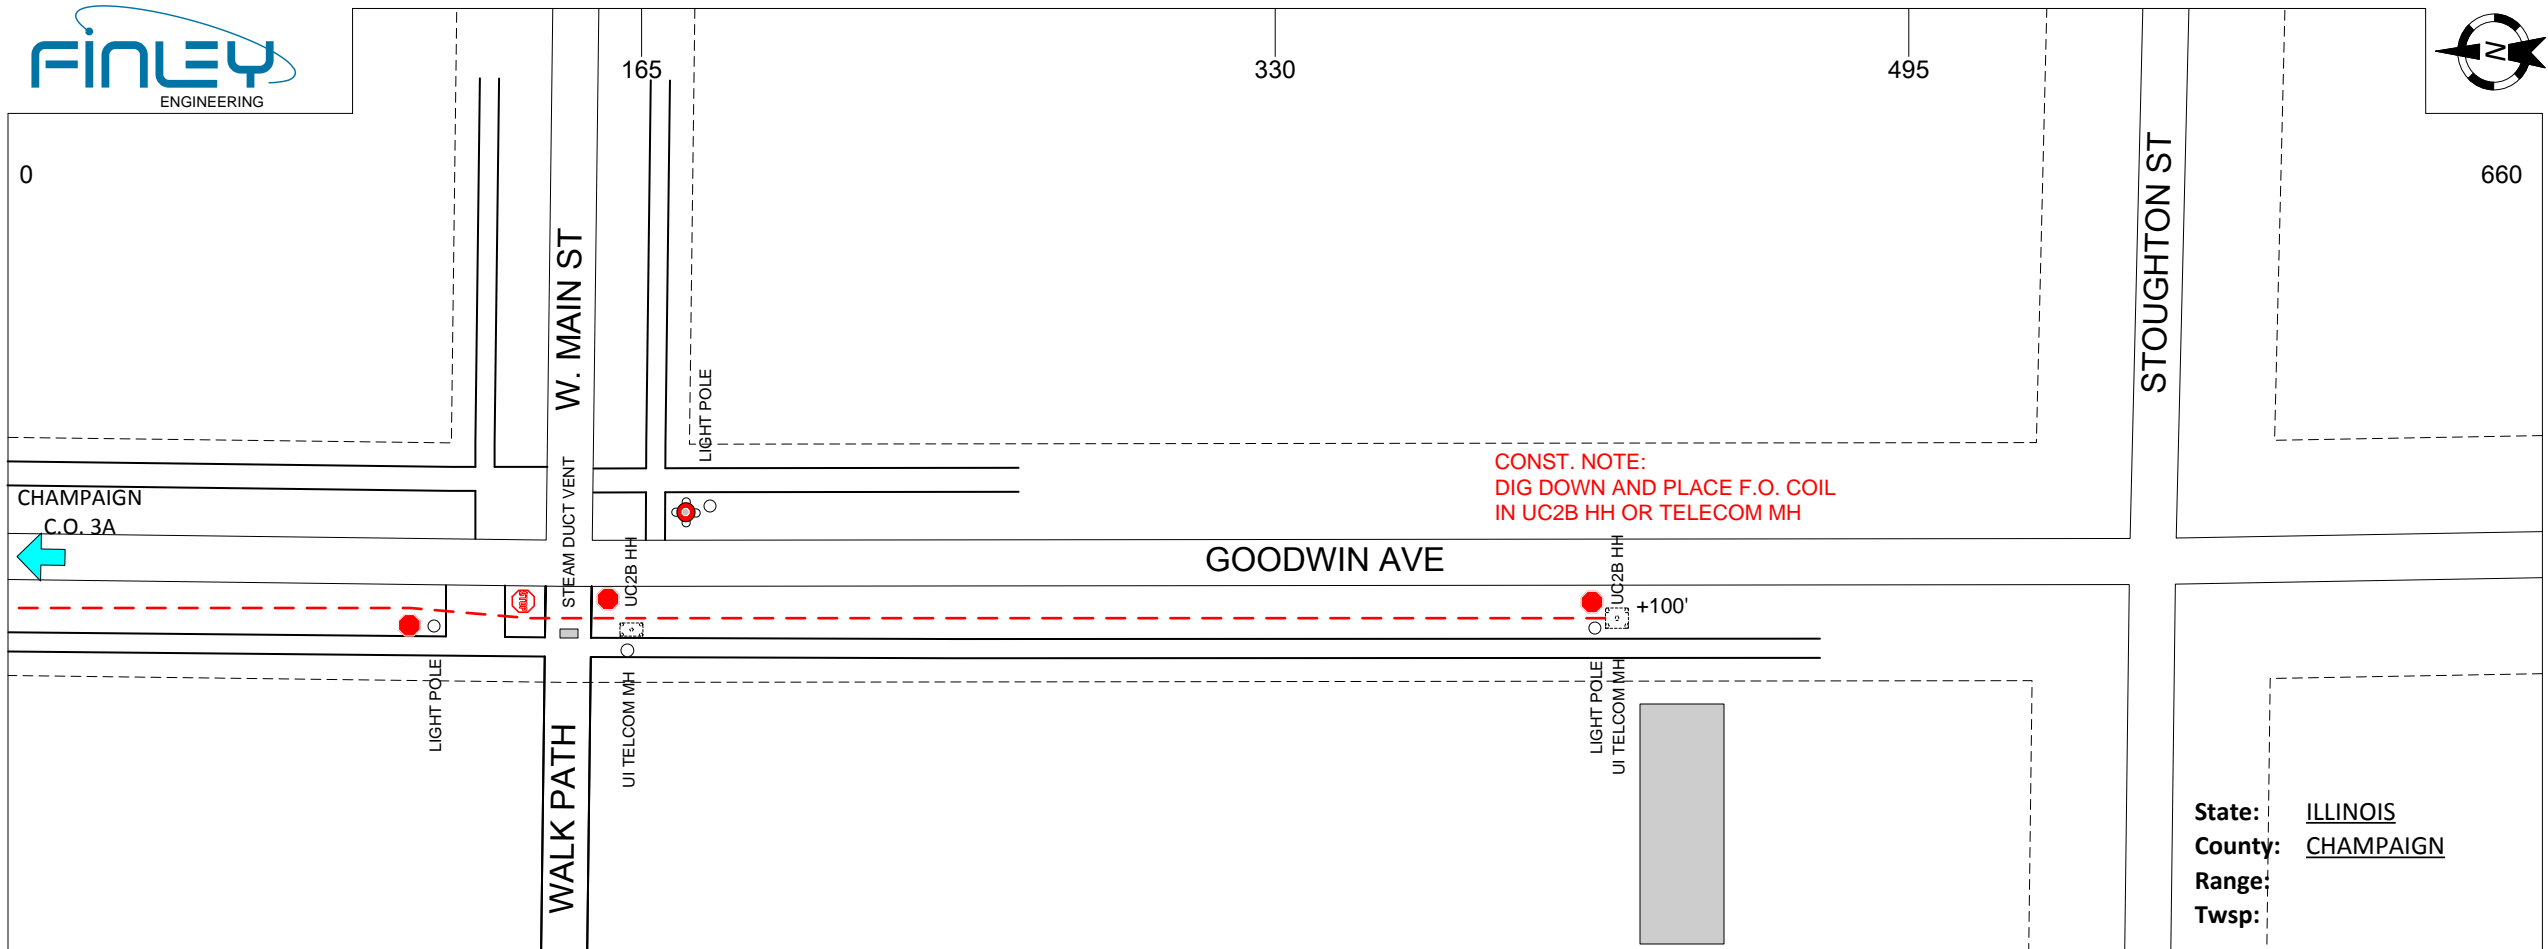 FINLEY
ENGINEERING
165
330
495
N
0
660
W. MAIN ST
STOUGHTON ST
LIGHT POLE
STEAM DUCT VENT
CHAMPAIGN
C.O. 3A
CONST. NOTE:
DIG DOWN AND PLACE F.O. COIL
IN UC2B HH OR TELECOM MH
GOODWIN AVE
UC2B HH
UC2B HH
STOP
+100'
LIGHT POLE
UI TELCOM MH
LIGHT POLE
UI TELCOM MH
WALK PATH
State: ILLINOIS
County: CHAMPAIGN
Range:
Twsp: